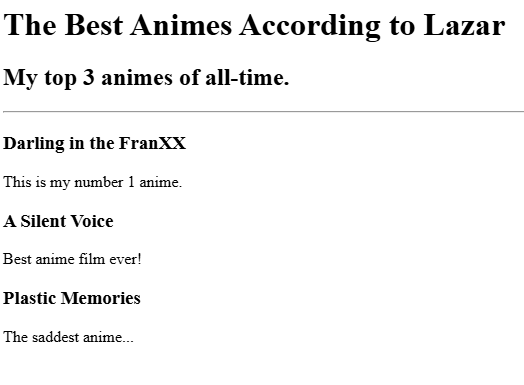 The Best Animes According to Lazar
My top 3 animes of all-time.
Darling in the FranXX
This is my number 1 anime.
A Silent Voice
Best anime film ever!
Plastic Memories
The saddest anime...